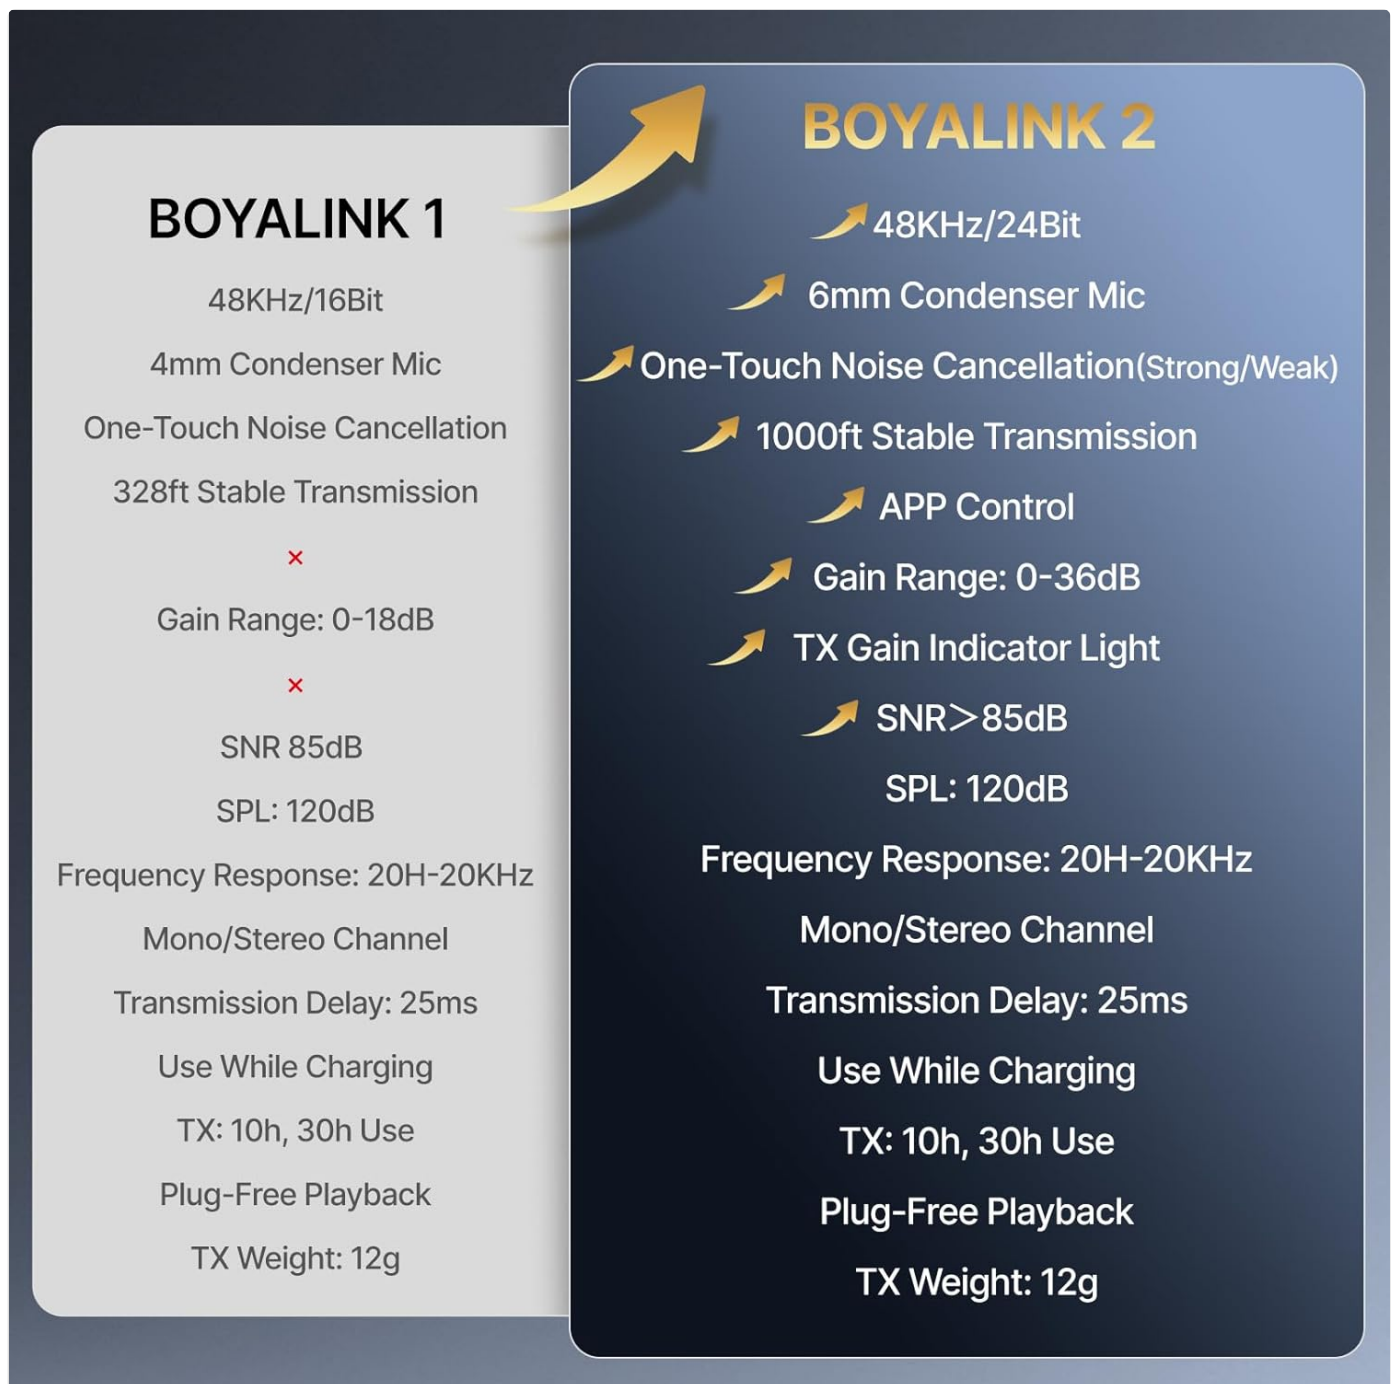 BOYALINK 1
48KHz/16Bit
4mm Condenser Mic
One-Touch Noise Cancellation
328ft Stable Transmission
×
Gain Range: 0-18dB
×
SNR 85dB
SPL: 120dB
Frequency Response: 20H-20KHz
Mono/Stereo Channel
Transmission Delay: 25ms
Use While Charging
TX: 10h, 30h Use
Plug-Free Playback
TX Weight: 12g
BOYALINK 2
48KHz/24Bit
6mm Condenser Mic
One-Touch Noise Cancellation(Strong/Weak)
1000ft Stable Transmission
APP Control
Gain Range: 0-36dB
TX Gain Indicator Light
SNR＞85dB
SPL: 120dB
Frequency Response: 20H-20KHz
Mono/Stereo Channel
Transmission Delay: 25ms
Use While Charging
TX: 10h, 30h Use
Plug-Free Playback
TX Weight: 12g